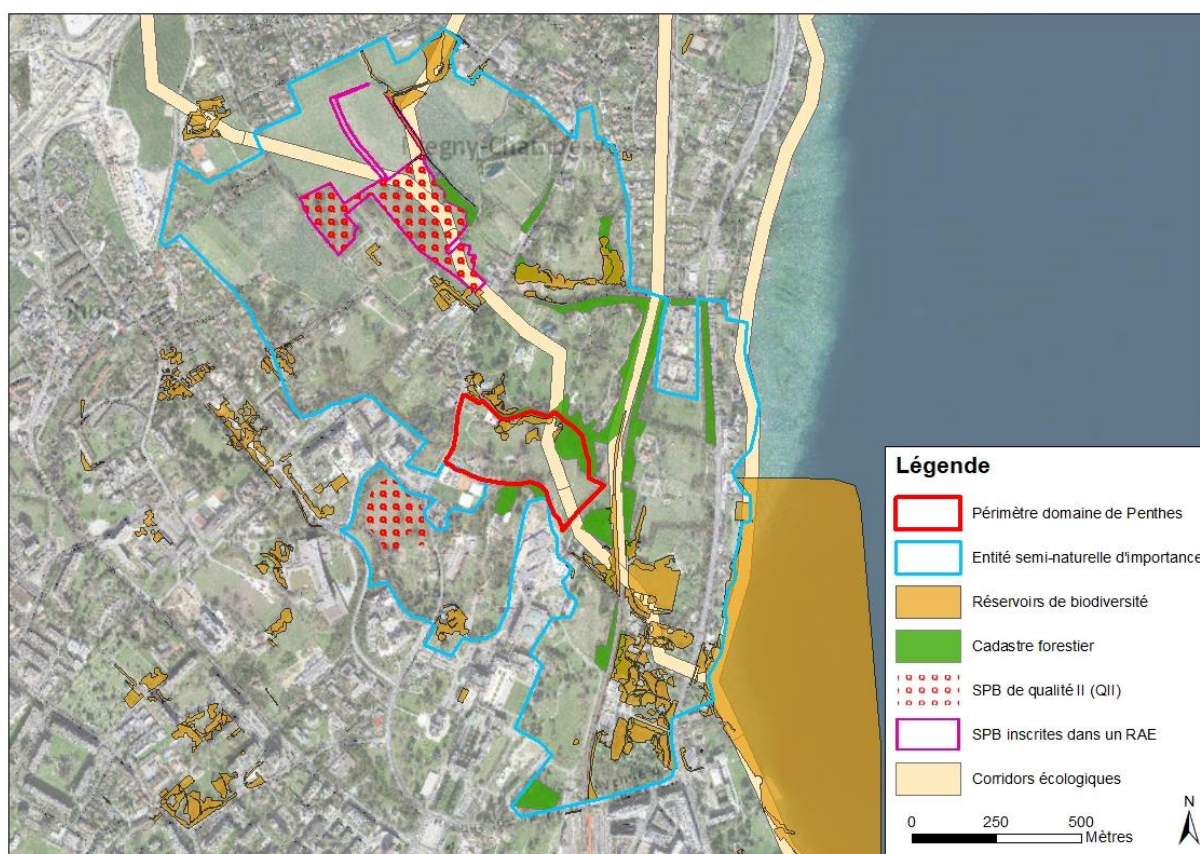 Légende
Périmètre domaine de Penthes
Entité semi-naturelle d'importance
Réservoirs de biodiversité
Cadastre forestier
SPB de qualité II (QII)
SPB inscrites dans un RAE
Corridors écologiques
N
0 250 500
Mètres